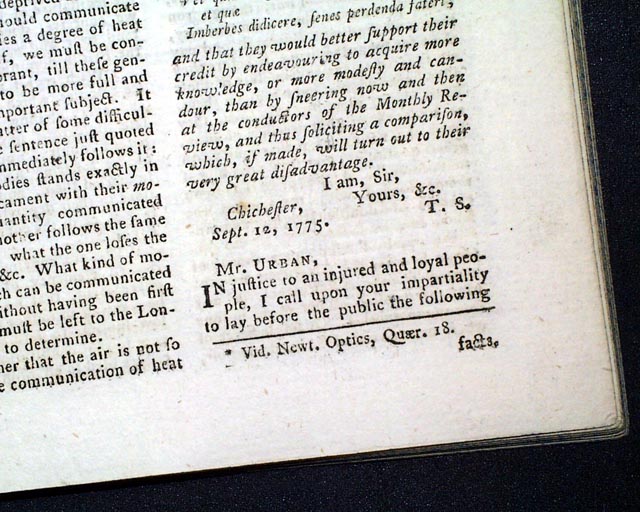 deprived
should communicate
ies a degree of heat
f, we muſt be con-
orant, till theſe gen-
to be more full and
mportant ſubject. It
atter of ſome difficul-
e ſentence juſt quoted
mmediately follows it:
odies ſtands exactly in
cament with their mo-
uantity communicated
nother follows the ſame
what the one loſes the
&c. What kind of mo-
ch can be communicated
ithout having been firſt
muſt be left to the Lon-
to determine.
her that the air is not ſo
e communication of heat
et quæ
Imberbes didicere, ſenes perdenda fateri,
and that they would better ſupport their
credit by endeavouring to acquire more
knowledge, or more modeſty and can-
dour, than by ſneering now and then
at the conductors of the Monthly Re-
view, and thus ſoliciting a compariſon,
which, if made, will turn out to their
very great diſadvantage.
I am, Sir,
Yours, &c.
Chicheſter,
T. S.
Sept. 12, 1775.
Mr. URBAN,
IN juſtice to an injured and loyal peo-
ple, I call upon your impartiality
to lay before the public the following
* Vid. Newt. Optics, Quær. 18.
facts,